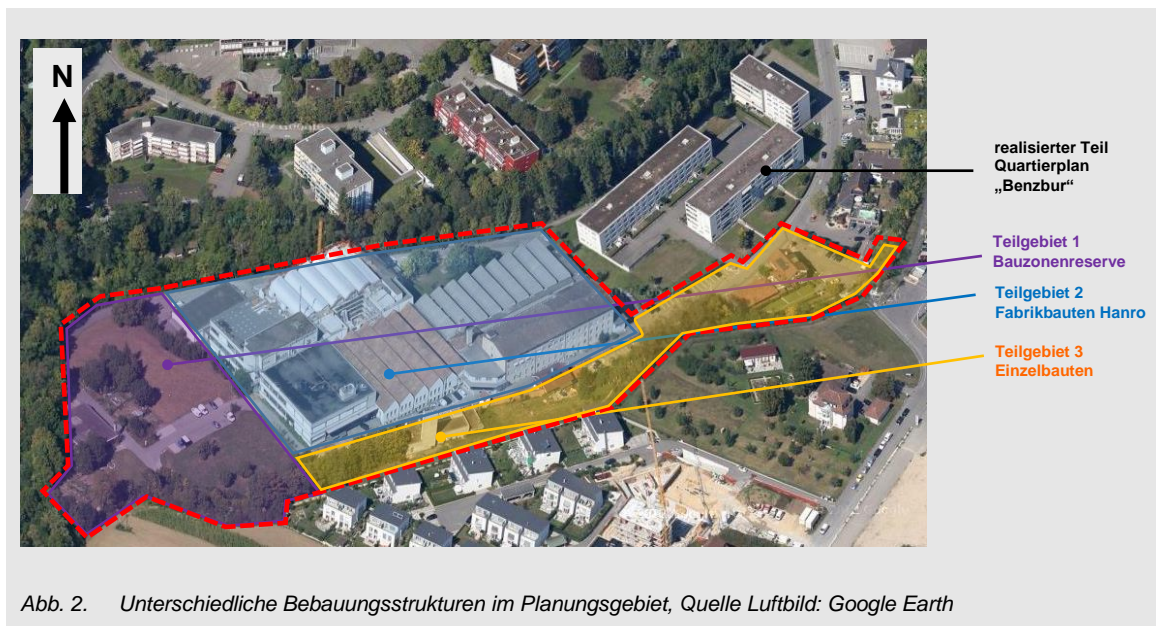 N
realisierter Teil
Quartierplan
„Benzbur“
Teilgebiet 1
Bauzonenreserve
Teilgebiet 2
Fabrikbauten Hanro
Teilgebiet 3
Einzelbauten
Abb. 2. Unterschiedliche Bebauungsstrukturen im Planungsgebiet, Quelle Luftbild: Google Earth